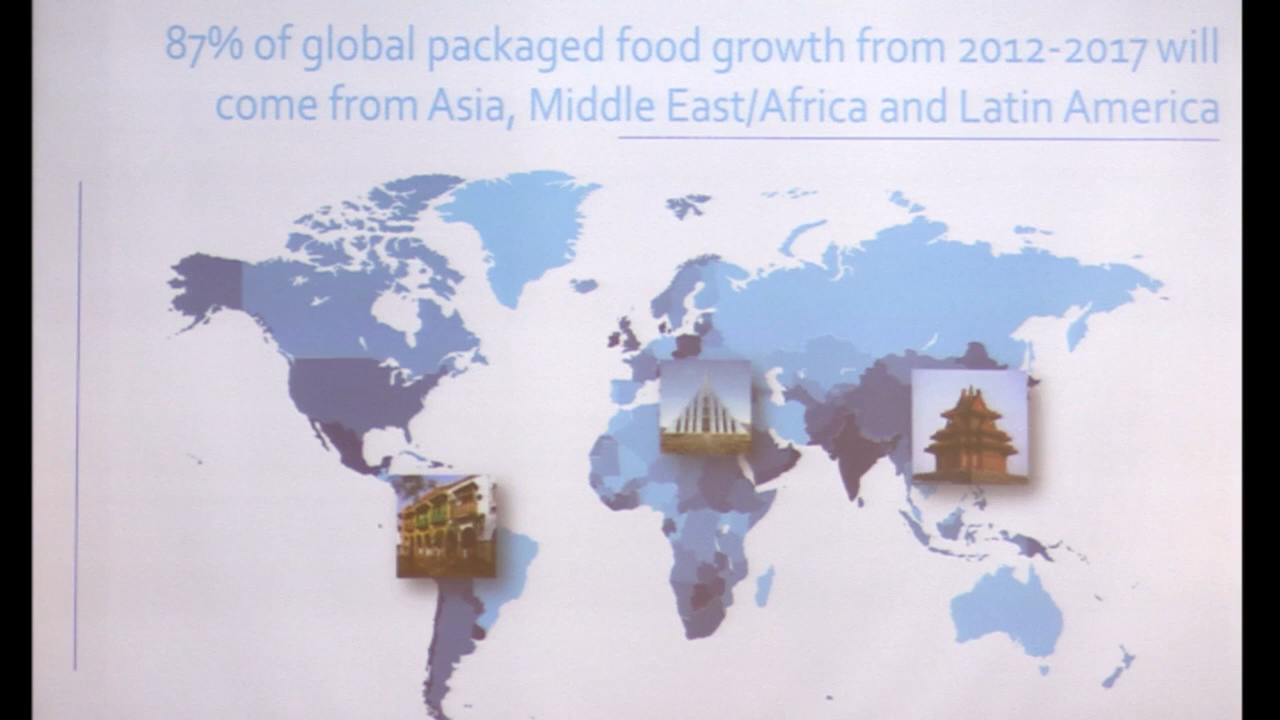 87% of global packaged food growth from 2012-2017 will
come from Asia, Middle East/Africa and Latin America